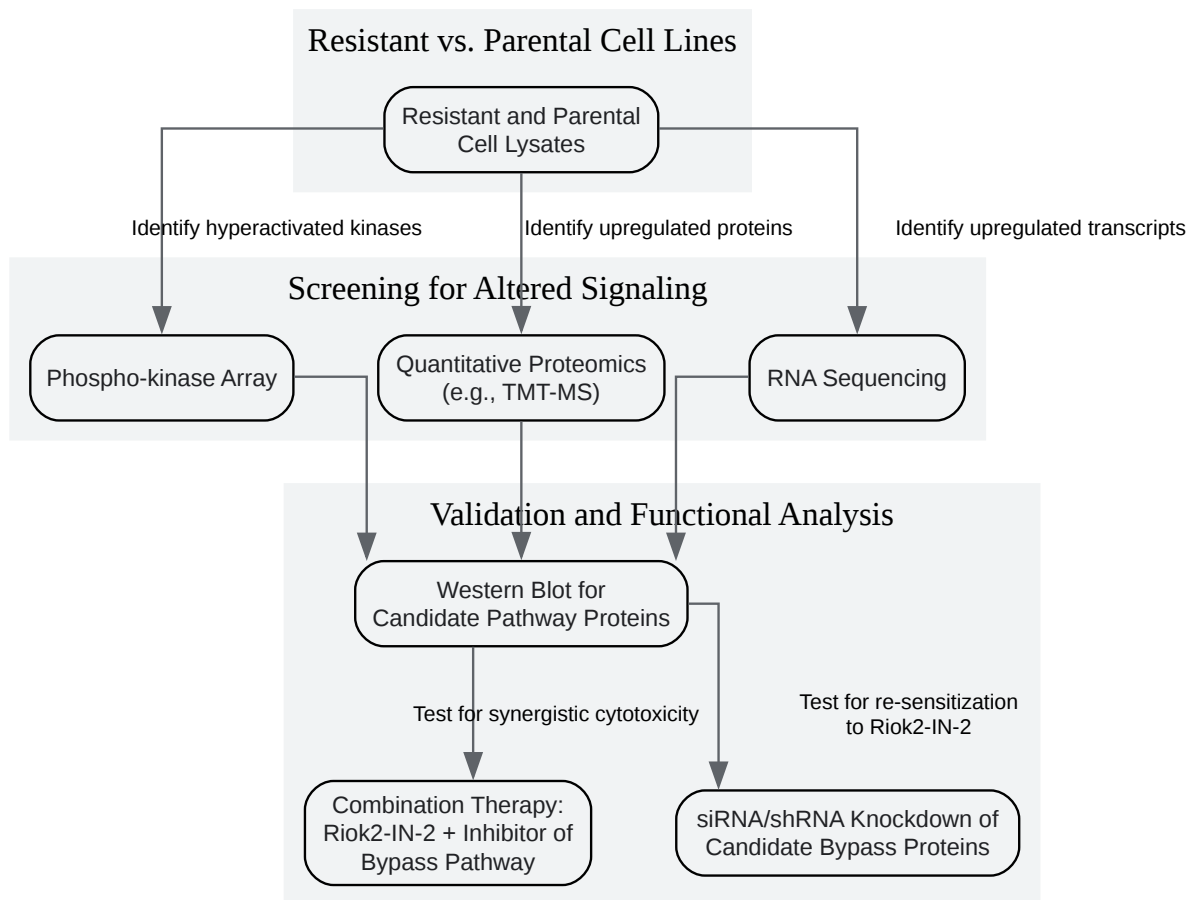 Resistant vs. Parental Cell Lines
Resistant and Parental
Cell Lysates
Identify hyperactivated kinases
Identify upregulated proteins
Identify upregulated transcripts
Screening for Altered Signaling
Phospho-kinase Array
Quantitative Proteomics
(e.g., TMT-MS)
RNA Sequencing
Validation and Functional Analysis
Western Blot for
Candidate Pathway Proteins
Test for synergistic cytotoxicity
Test for re-sensitization
to Riok2-IN-2
Combination Therapy:
Riok2-IN-2 + Inhibitor of
Bypass Pathway
siRNA/shRNA Knockdown of
Candidate Bypass Proteins